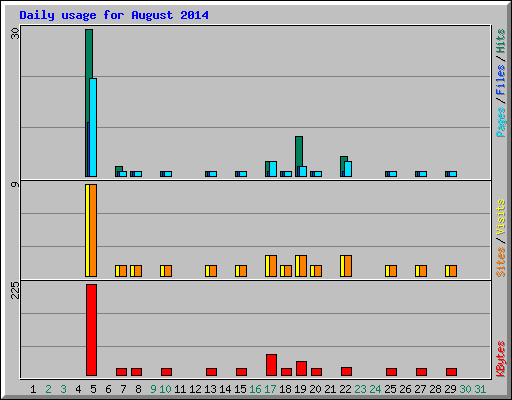 Daily usage for August 2014
30
Pages / Files / Hits
9
Sites / Visits
225
KBytes
1 2 3 4 5 6 7 8 9 10 11 12 13 14 15 16 17 18 19 20 21 22 23 24 25 26 27 28 29 30 31